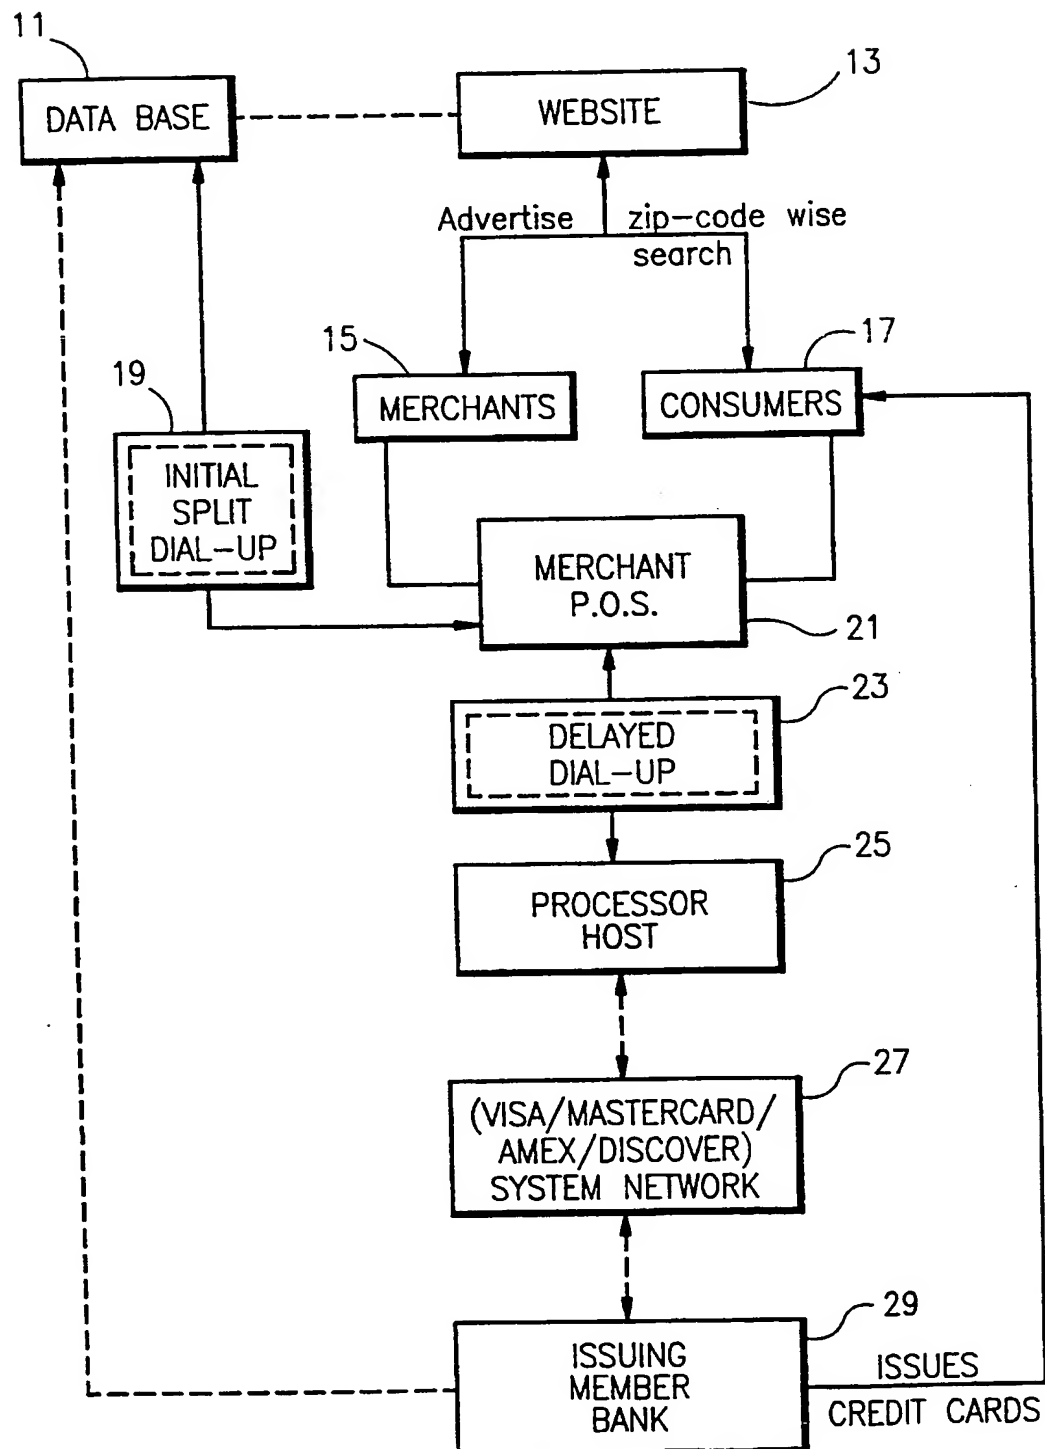 11
DATA BASE
WEBSITE
13
Advertise
zip-code wise
search
15
MERCHANTS
17
CONSUMERS
19
INITIAL
SPLIT
DIAL-UP
MERCHANT
P.O.S.
21
23
DELAYED
DIAL-UP
25
PROCESSOR
HOST
27
(VISA/MASTERCARD/
AMEX/DISCOVER)
SYSTEM NETWORK
29
ISSUING
MEMBER
BANK
ISSUES
CREDIT CARDS